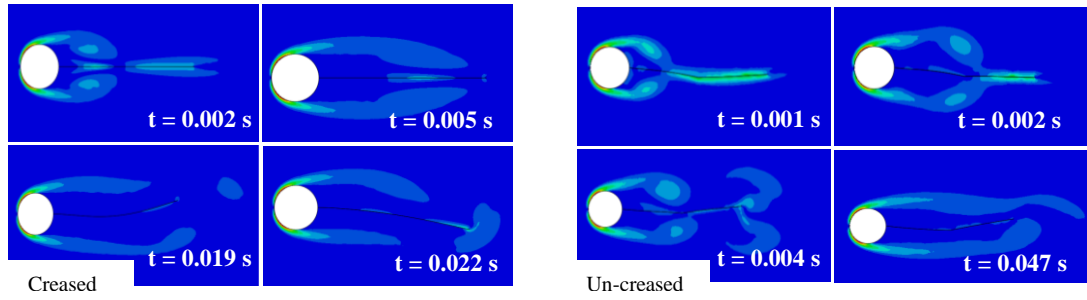 t = 0.002 s
t = 0.005 s
t = 0.019 s
t = 0.022 s
Creased
t = 0.001 s
t = 0.002 s
t = 0.004 s
t = 0.047 s
Un-creased